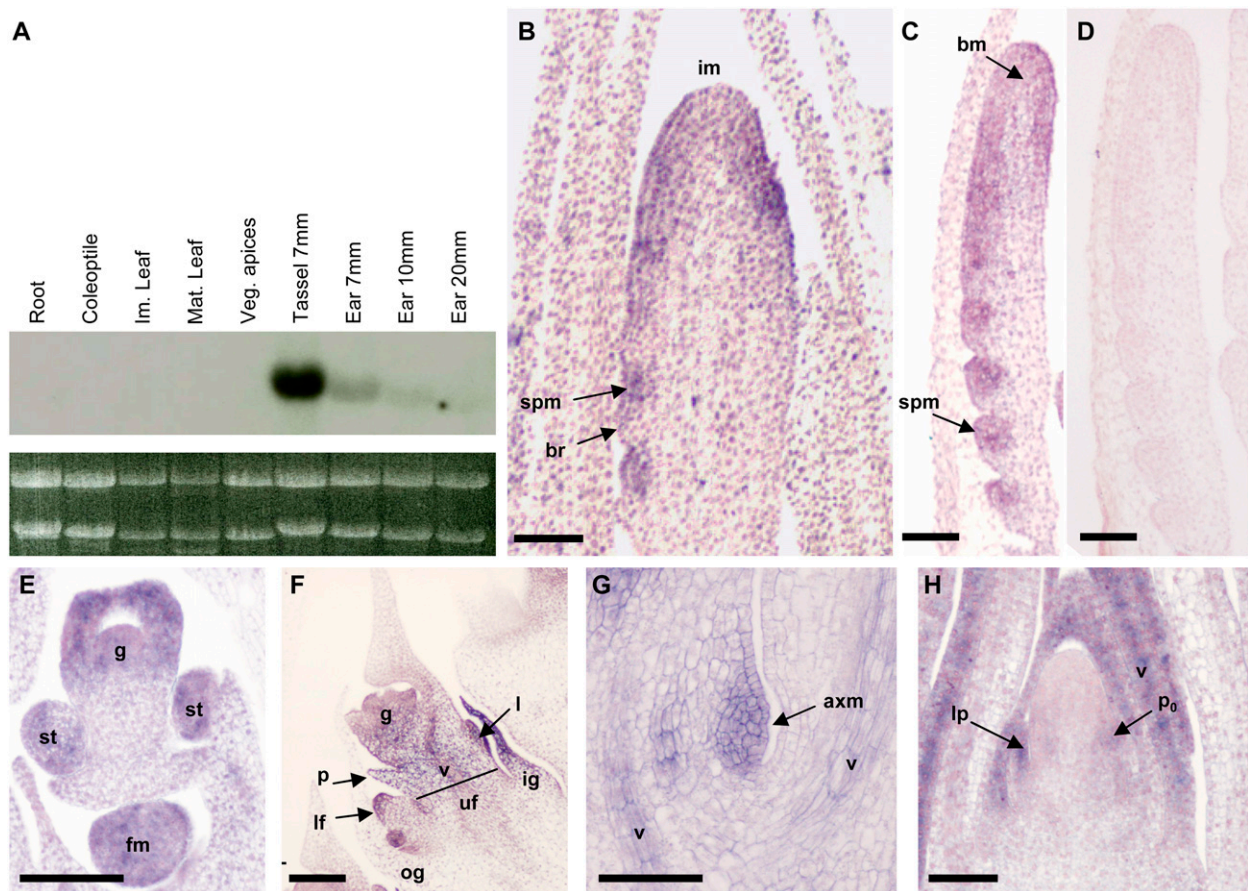 A
Root
Coleoptile
Im. Leaf
Mat. Leaf
Veg. apices
Tassel 7mm
Ear 7mm
Ear 10mm
Ear 20mm
B
im
spm
br
C
bm
spm
D
E
g
st
st
fm
F
g
l
p
v
ig
uf
lf
og
G
axm
v
v
H
v
lp
p₀